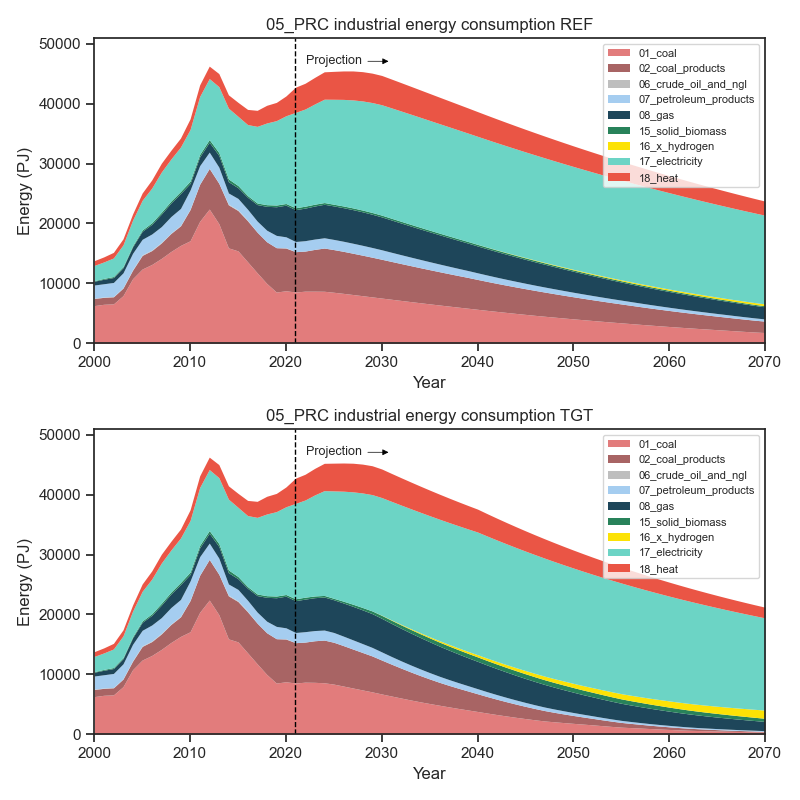 05_PRC industrial energy consumption REF
50000
40000
30000
20000
10000
0
Energy (PJ)
Projection
01_coal
02_coal_products
06_crude_oil_and_ngl
07_petroleum_products
08_gas
15_solid_biomass
16_x_hydrogen
17_electricity
18_heat
2000 2010 2020 2030 2040 2050 2060 2070
Year
05_PRC industrial energy consumption TGT
50000
40000
30000
20000
10000
0
Energy (PJ)
Projection
01_coal
02_coal_products
06_crude_oil_and_ngl
07_petroleum_products
08_gas
15_solid_biomass
16_x_hydrogen
17_electricity
18_heat
2000 2010 2020 2030 2040 2050 2060 2070
Year